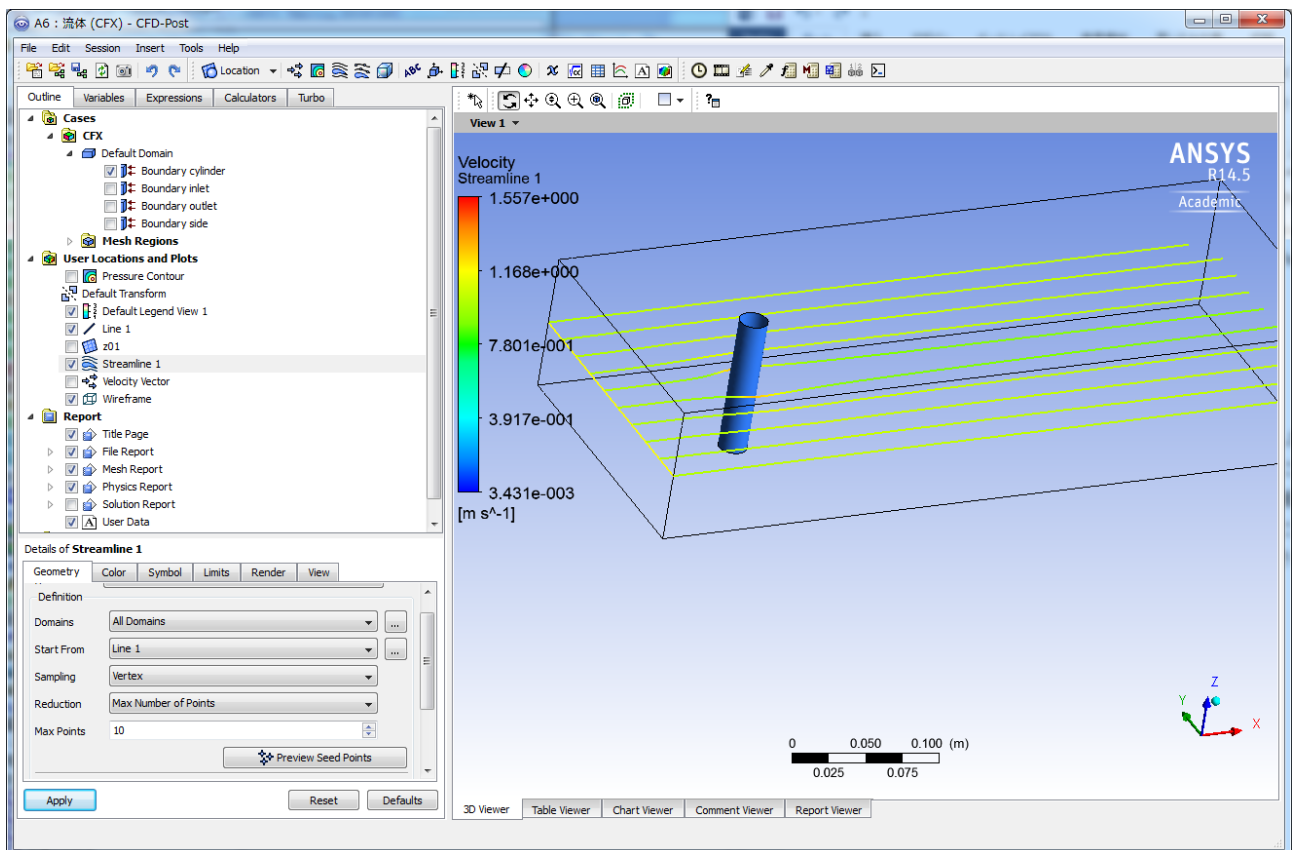 A6 : 流体 (CFX) - CFD-Post
File Edit Session Insert Tools Help
Location
Outline Variables Expressions Calculators Turbo
Cases
CFX
Default Domain
Boundary cylinder
Boundary inlet
Boundary outlet
Boundary side
Mesh Regions
User Locations and Plots
Pressure Contour
Default Transform
Default Legend View 1
Line 1
z01
Streamline 1
Velocity Vector
Wireframe
Report
Title Page
File Report
Mesh Report
Physics Report
Solution Report
A User Data
Details of Streamline 1
Geometry Color Symbol Limits Render View
Definition
Domains All Domains ...
Start From Line 1 ...
Sampling Vertex
Reduction Max Number of Points
Max Points 10
Preview Seed Points
Apply Reset Defaults
View 1
Velocity
Streamline 1
1.557e+000
1.168e+000
7.801e-001
3.917e-001
3.431e-003
[m s^-1]
ANSYS
R14.5
Academic
Z
Y
X
0 0.050 0.100 (m)
0.025 0.075
3D Viewer Table Viewer Chart Viewer Comment Viewer Report Viewer